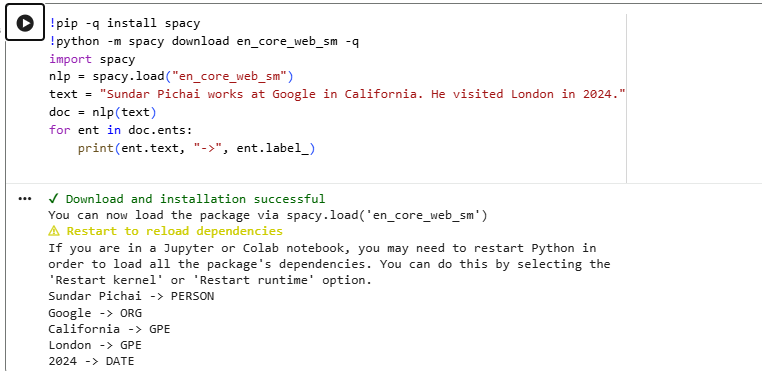 !pip -q install spacy
!python -m spacy download en_core_web_sm -q
import spacy
nlp = spacy.load("en_core_web_sm")
text = "Sundar Pichai works at Google in California. He visited London in 2024."
doc = nlp(text)
for ent in doc.ents:
    print(ent.text, "->", ent.label_)
✔ Download and installation successful
You can now load the package via spacy.load('en_core_web_sm')
⚠ Restart to reload dependencies
If you are in a Jupyter or Colab notebook, you may need to restart Python in
order to load all the package's dependencies. You can do this by selecting the
'Restart kernel' or 'Restart runtime' option.
Sundar Pichai -> PERSON
Google -> ORG
California -> GPE
London -> GPE
2024 -> DATE